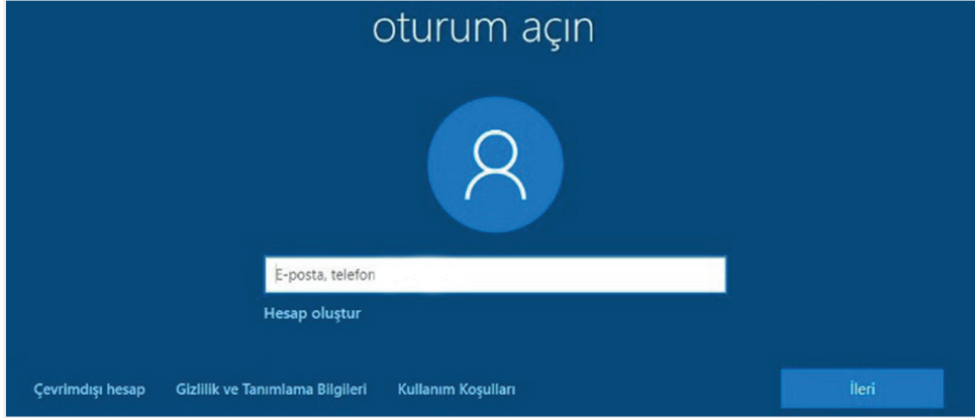 oturum açın
E-posta, telefon
Hesap oluştur
Çevrimdışı hesap Gizlilik ve Tanımlama Bilgileri Kullanım Koşulları İleri